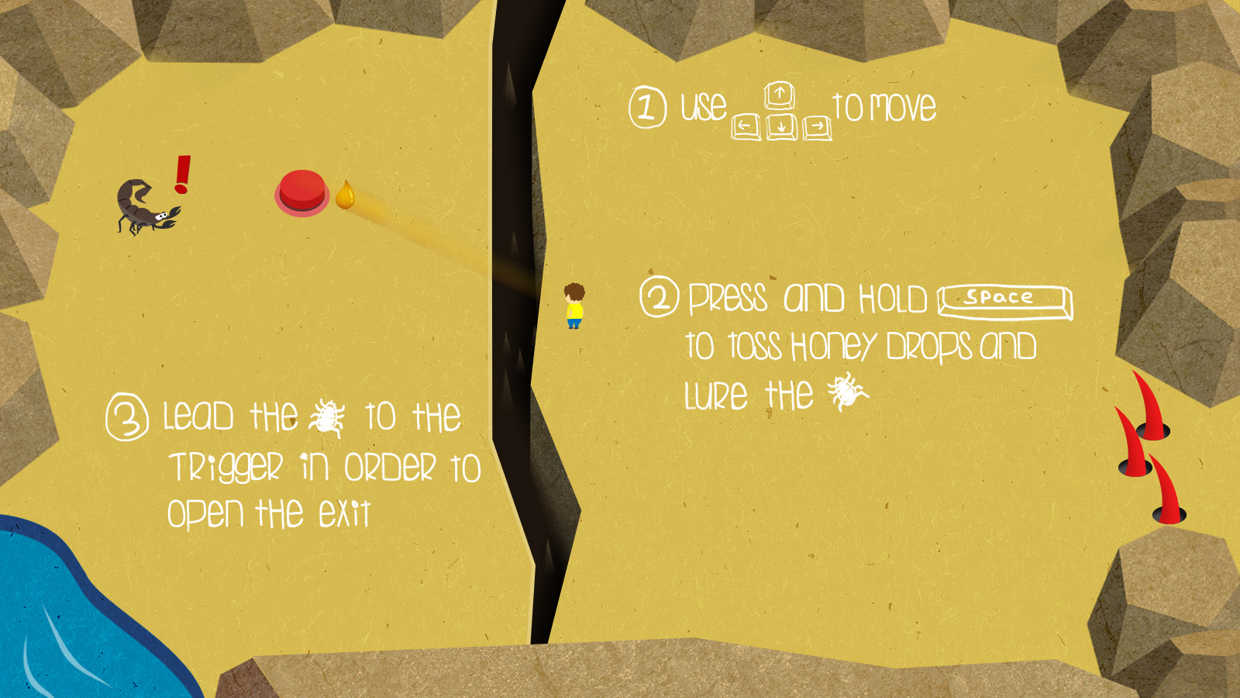 1 USE ↑ ← ↓ → TO MOVE
2 PRESS AND HOLD SPACE
TO TOSS HONEY DROPS AND
LURE THE
3 LEAD THE TO THE
TRIGGER IN ORDER TO
OPEN THE EXIT
!